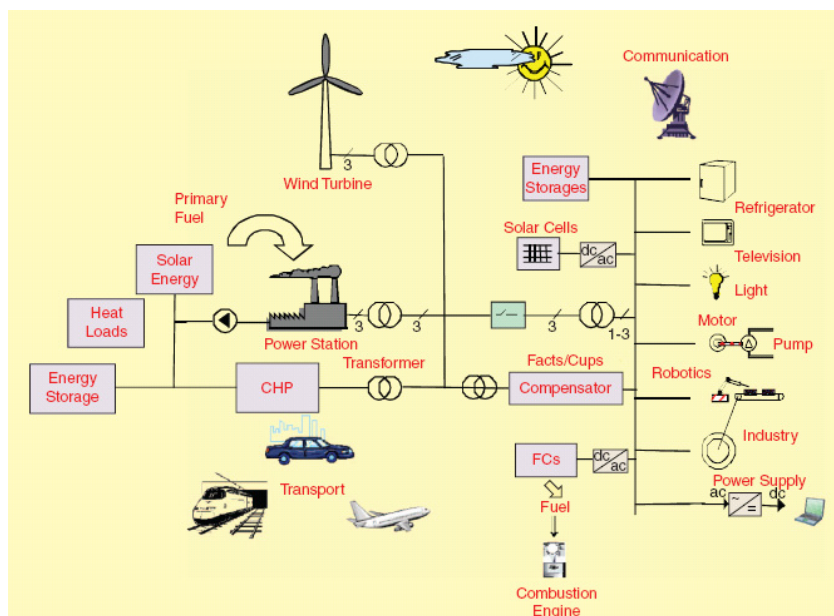 Communication
3
Wind Turbine
Energy
Storages
Refrigerator
Primary
Fuel
Solar Cells
dc
ac
Television
Solar
Energy
Light
Heat
Loads
3
3
3
1-3
Power Station
Motor
Pump
Transformer
Facts/Cups
Energy
Storage
CHP
Compensator
Robotics
Industry
FCs
dc
ac
Power Supply
ac
dc
Transport
Fuel
Combustion
Engine